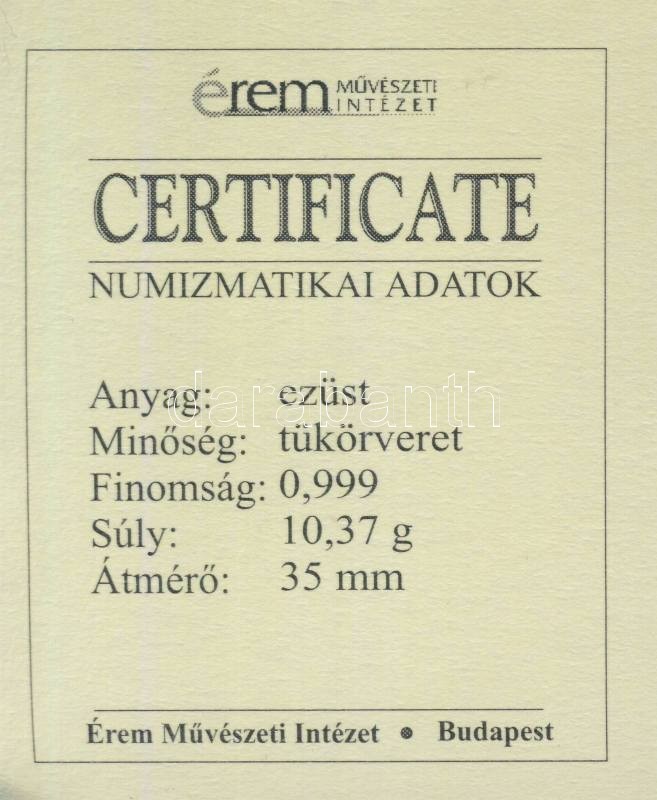 érem MŰVÉSZETI INTÉZET
CERTIFICATE
NUMIZMATIKAI ADATOK
Anyag: ezüst
Minőség: tükörveret
Finomság: 0,999
Súly: 10,37 g
Átmérő: 35 mm
darabanth
Érem Művészeti Intézet • Budapest